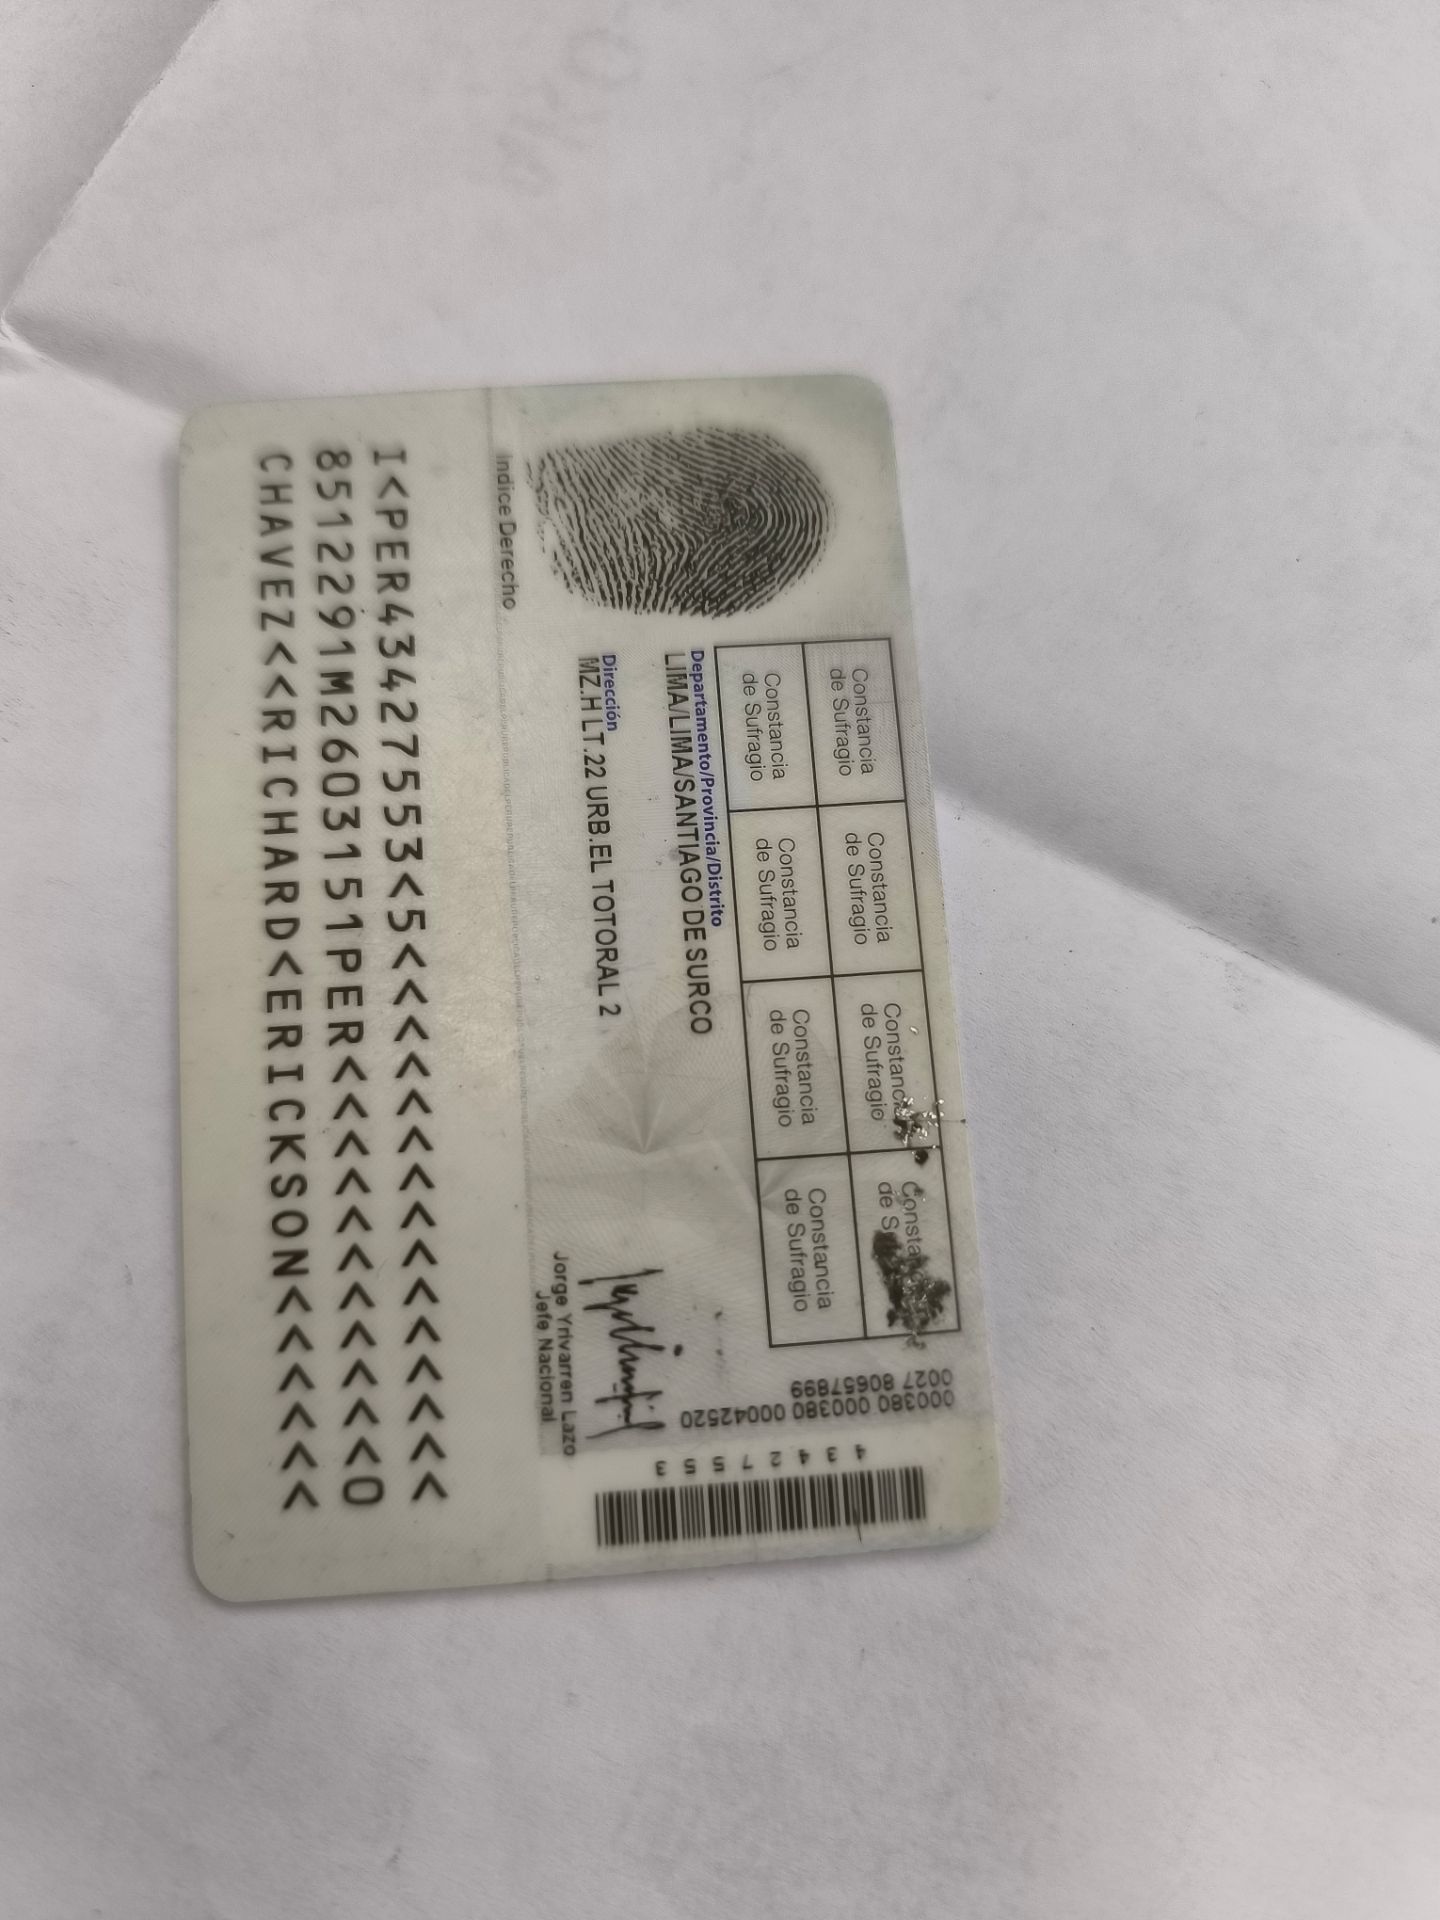 Constancia Constancia Constancia
de Sufragio de Sufragio de Sufragio
Constancia Constancia Constancia Constancia
de Sufragio de Sufragio de Sufragio de Sufragio
0027 80657899
000380 000380 00042520
43427553
Departamento/Provincia/Distrito
LIMA/LIMA/SANTIAGO DE SURCO
Dirección
MZ.H LT.22 URB.EL TOTORAL 2
Indice Derecho
Jorge Yrivarren Lazo
Jefe Nacional
I<PER43427553<5<<<<<<<<<<<<<<<
8512291M2603151PER<<<<<<<<<<<0
CHAVEZ<<RICHARD<ERICKSON<<<<<<